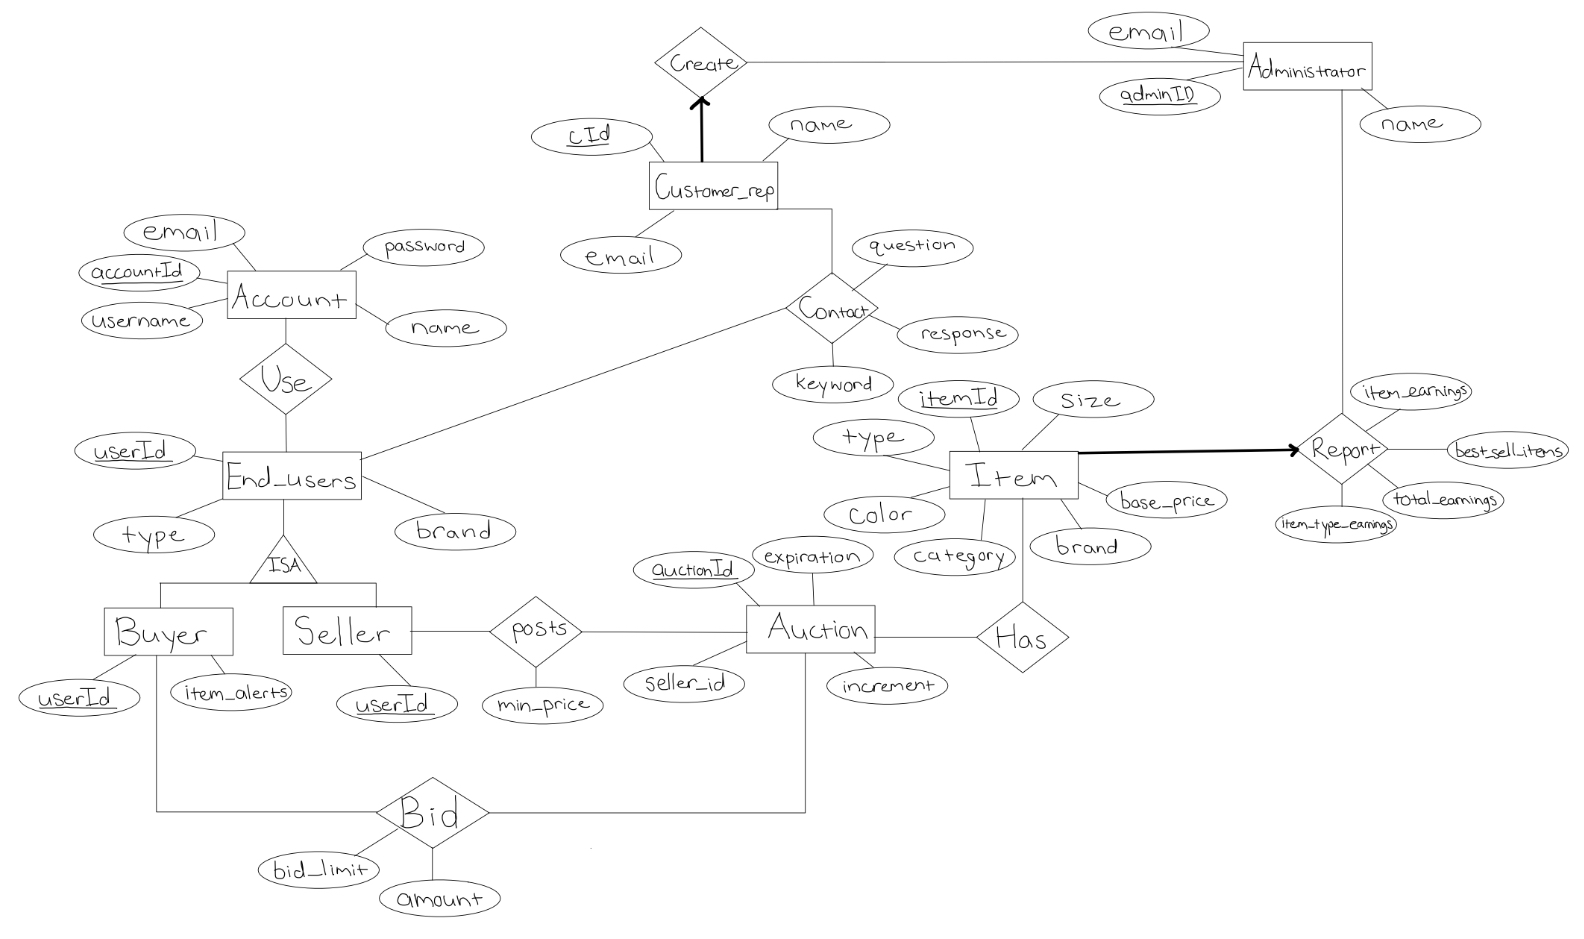 email
Create
Administrator
adminID
name
cId
name
Customer_rep
email
email
password
accountId
Account
username
name
question
Contact
response
keyword
Use
itemId
size
item_earnings
type
userId
End_users
Item
Report
best_sell_items
base_price
total_earnings
color
item_type_earnings
type
brand
category
brand
ISA
auctionId
expiration
Buyer
Seller
posts
Auction
Has
userId
item_alerts
userId
min_price
seller_id
increment
Bid
bid_limit
amount